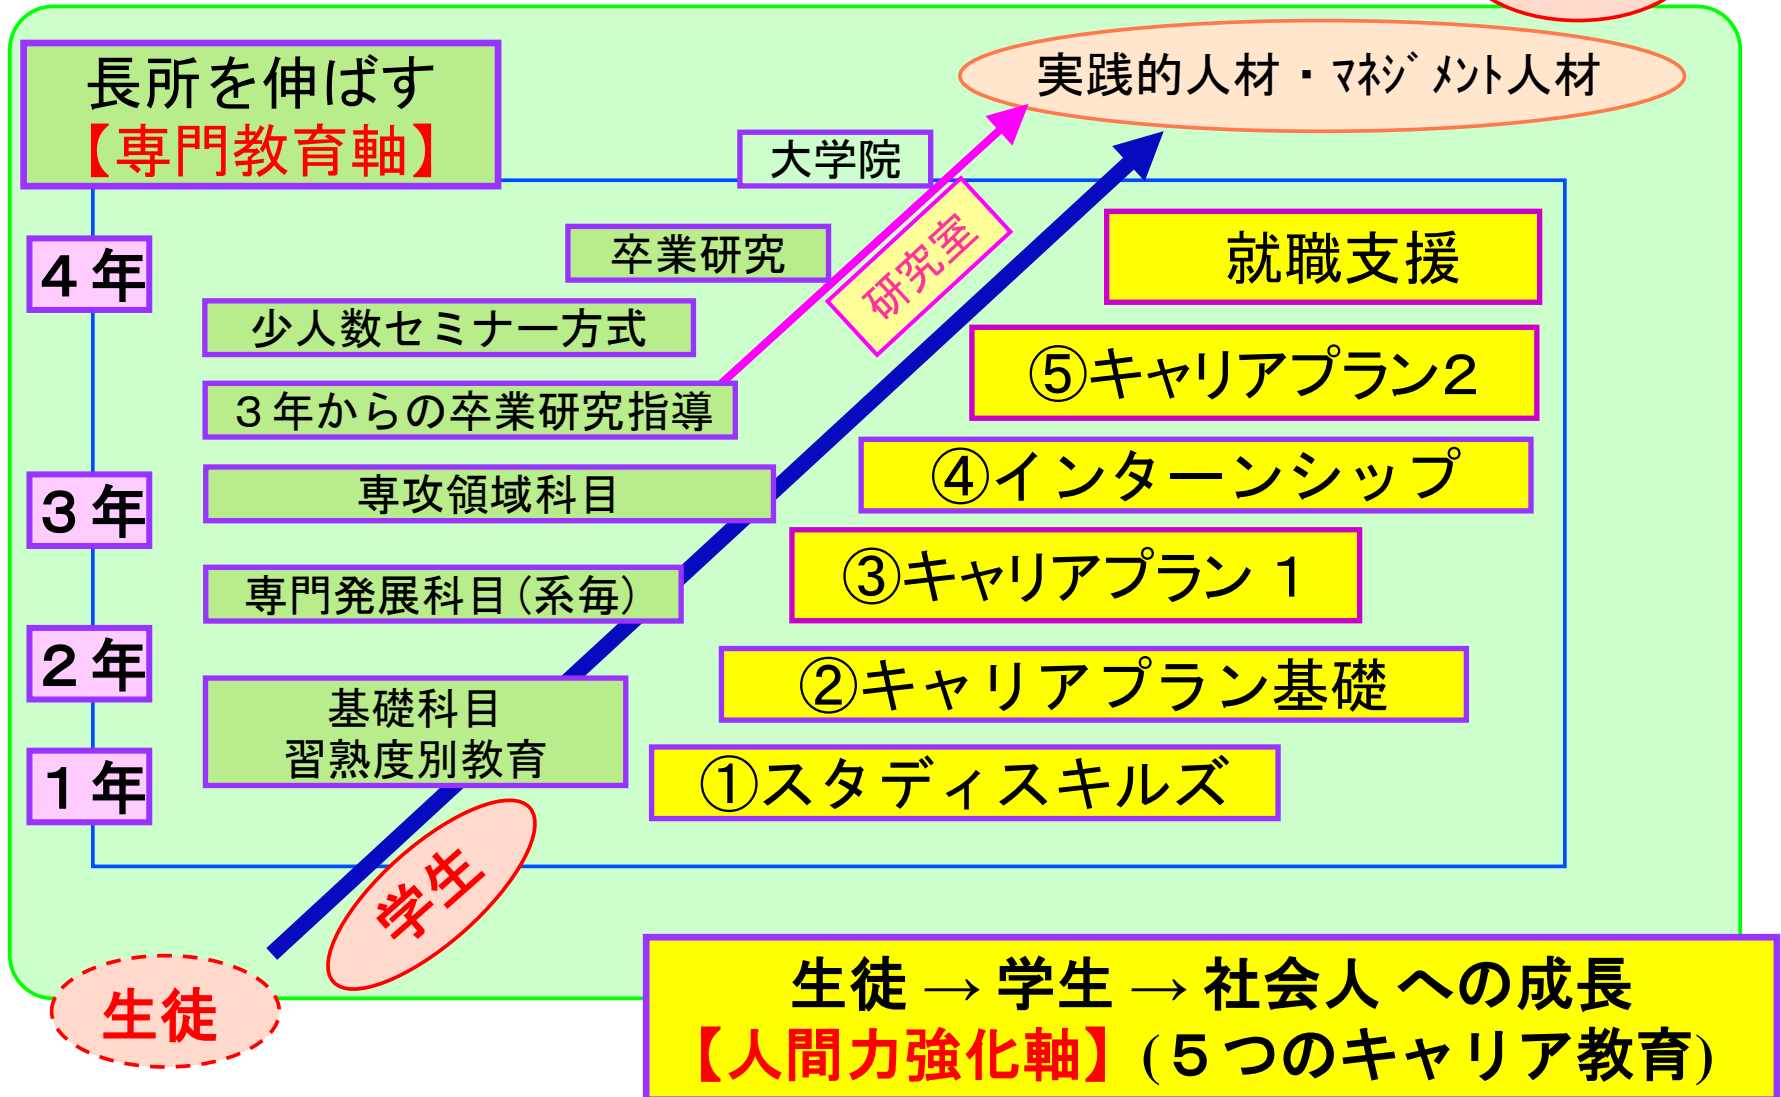 長所を伸ばす
【専門教育軸】
実践的人材・ﾏﾈｼﾞﾒﾝﾄ人材
大学院
研究室
４年
卒業研究
就職支援
少人数セミナー方式
⑤キャリアプラン２
３年からの卒業研究指導
３年
専攻領域科目
④インターンシップ
専門発展科目(系毎)
③キャリアプラン１
２年
基礎科目
習熟度別教育
②キャリアプラン基礎
１年
①スタディスキルズ
学生
生徒
生徒→学生→社会人 への成長
【人間力強化軸】(５つのキャリア教育)